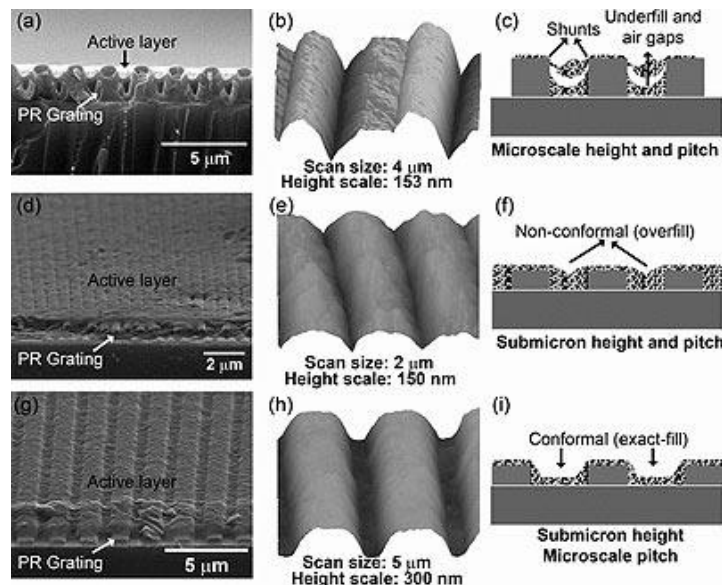 (a)
Active layer
PR Grating
5 μm
(b)
Scan size: 4 μm
Height scale: 153 nm
(c)
Shunts
Underfill and
air gaps
Microscale height and pitch
(d)
Active layer
PR Grating
2 μm
(e)
Scan size: 2 μm
Height scale: 150 nm
(f)
Non-conformal (overfill)
Submicron height and pitch
(g)
Active layer
PR Grating
5 μm
(h)
Scan size: 5 μm
Height scale: 300 nm
(i)
Conformal (exact-fill)
Submicron height
Microscale pitch